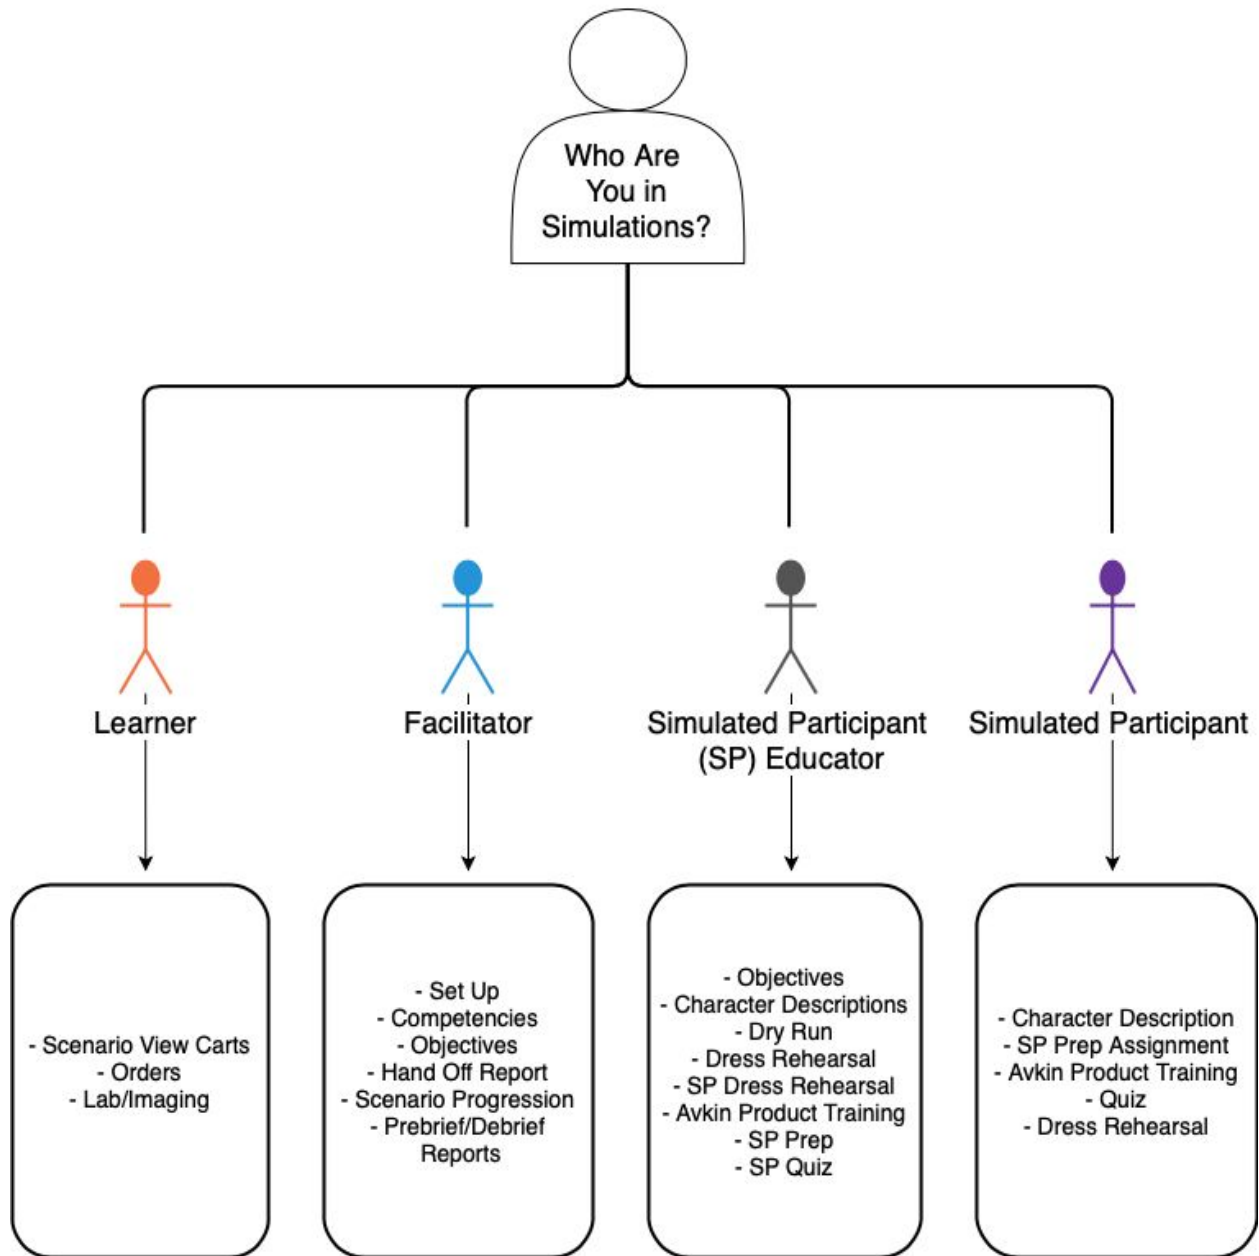 Who Are
You in
Simulations?
Learner
Facilitator
Simulated Participant
(SP) Educator
Simulated Participant
- Scenario View Carts
- Orders
- Lab/Imaging
- Set Up
- Competencies
- Objectives
- Hand Off Report
- Scenario Progression
- Prebrief/Debrief
Reports
- Objectives
- Character Descriptions
- Dry Run
- Dress Rehearsal
- SP Dress Rehearsal
- Avkin Product Training
- SP Prep
- SP Quiz
- Character Description
- SP Prep Assignment
- Avkin Product Training
- Quiz
- Dress Rehearsal